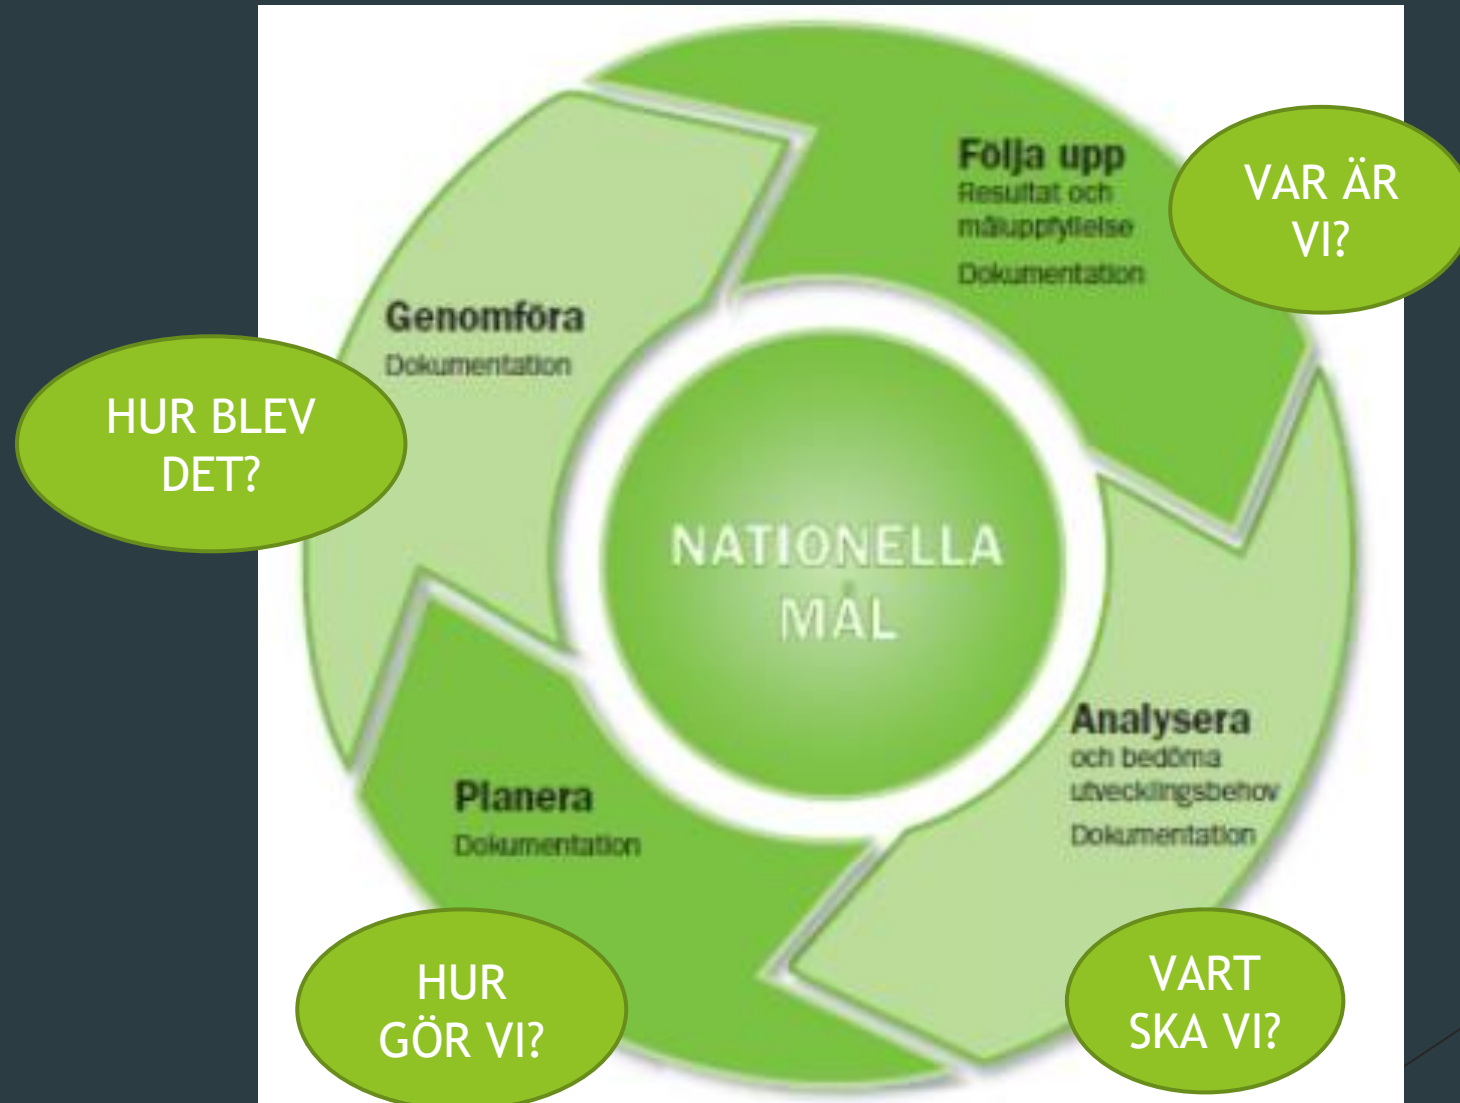 Följa upp
Resultat och
måluppfyllelse
Dokumentation
VAR ÄR
VI?
Genomföra
Dokumentation
HUR BLEV
DET?
NATIONELLA
MÅL
Analysera
och bedöma
utvecklingsbehov
Dokumentation
Planera
Dokumentation
HUR
GÖR VI?
VART
SKA VI?